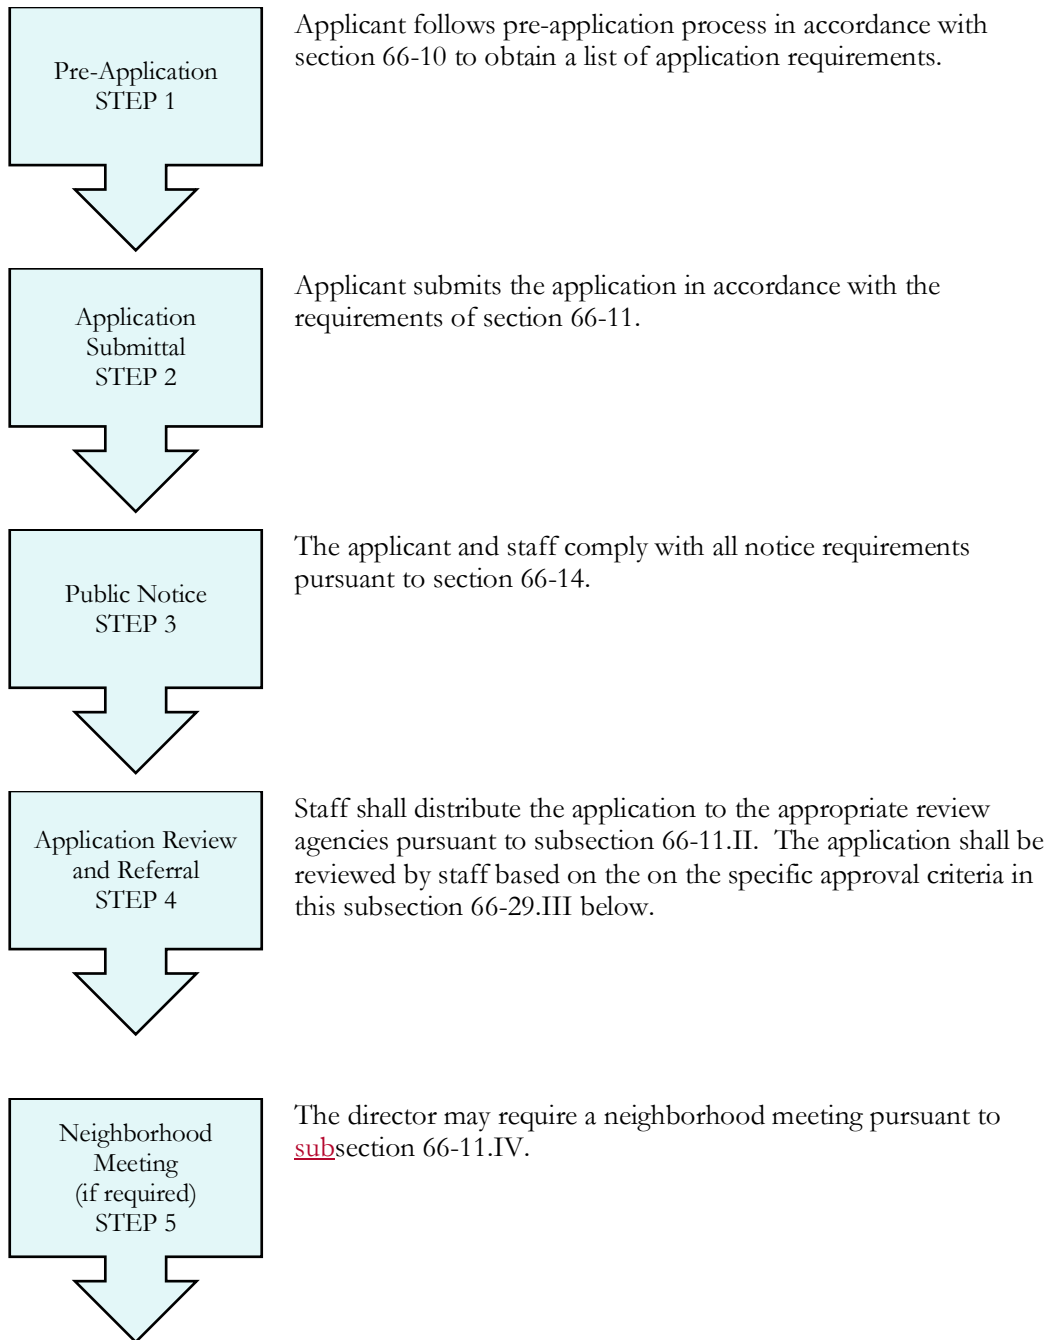 Pre-Application
STEP 1
Applicant follows pre-application process in accordance with
section 66-10 to obtain a list of application requirements.
Application
Submittal
STEP 2
Applicant submits the application in accordance with the
requirements of section 66-11.
Public Notice
STEP 3
The applicant and staff comply with all notice requirements
pursuant to section 66-14.
Application Review
and Referral
STEP 4
Staff shall distribute the application to the appropriate review
agencies pursuant to subsection 66-11.II.  The application shall be
reviewed by staff based on the on the specific approval criteria in
this subsection 66-29.III below.
Neighborhood
Meeting
(if required)
STEP 5
The director may require a neighborhood meeting pursuant to
subsection 66-11.IV.